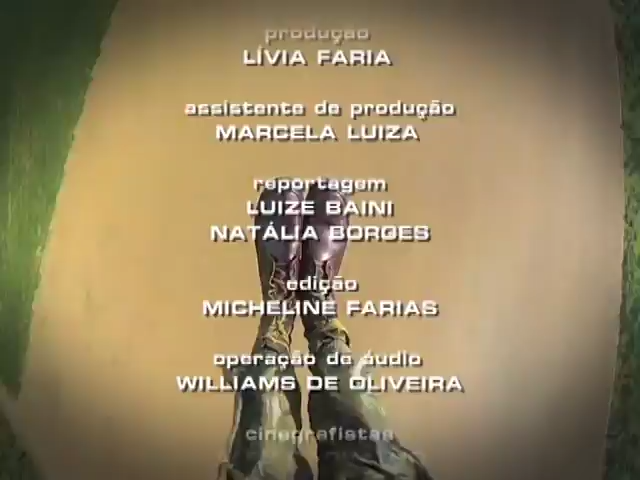 produção
LÍVIA FARIA
assistente de produção
MARCELA LUIZA
reportagem
LUIZE BAINI
NATÁLIA BORGES
edição
MICHELINE FARIAS
operação de áudio
WILLIAMS DE OLIVEIRA
cinegrafistas